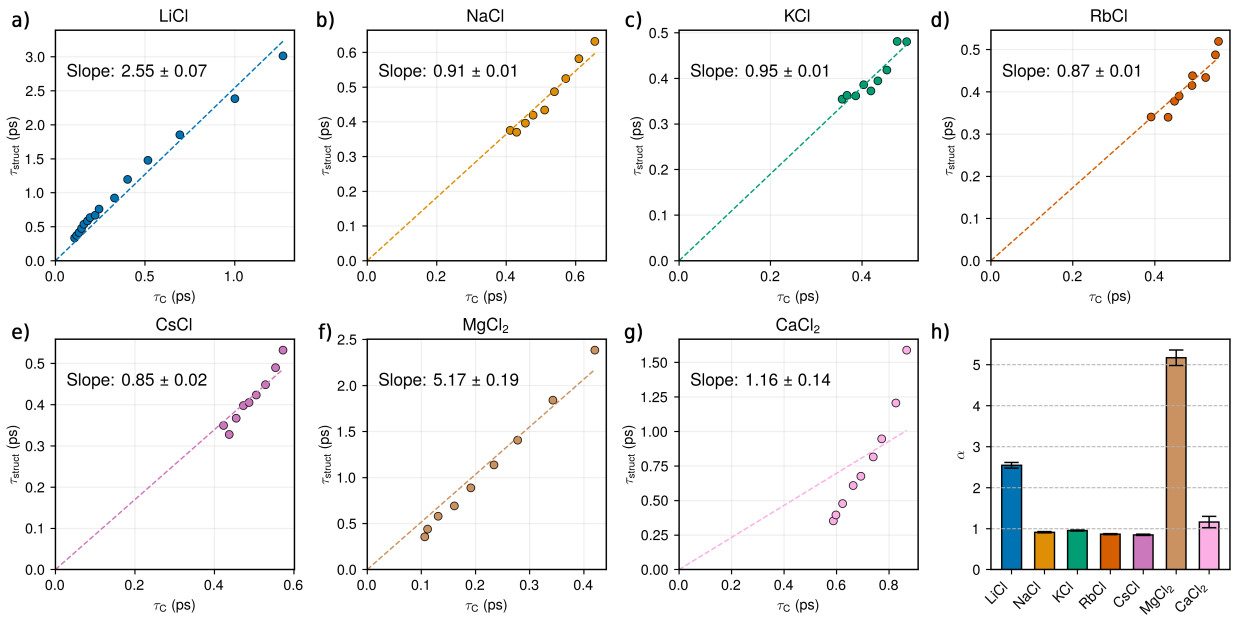 a) LiCl
Slope: 2.55 ± 0.07
τstruct (ps)
3.0
2.5
2.0
1.5
1.0
0.5
0.0
0.0 0.5 1.0
τC (ps)
b) NaCl
Slope: 0.91 ± 0.01
τstruct (ps)
0.6
0.5
0.4
0.3
0.2
0.1
0.0
0.0 0.2 0.4 0.6
τC (ps)
c) KCl
Slope: 0.95 ± 0.01
τstruct (ps)
0.5
0.4
0.3
0.2
0.1
0.0
0.0 0.2 0.4
τC (ps)
d) RbCl
Slope: 0.87 ± 0.01
τstruct (ps)
0.5
0.4
0.3
0.2
0.1
0.0
0.0 0.2 0.4
τC (ps)
e) CsCl
Slope: 0.85 ± 0.02
τstruct (ps)
0.5
0.4
0.3
0.2
0.1
0.0
0.0 0.2 0.4 0.6
τC (ps)
f) MgCl₂
Slope: 5.17 ± 0.19
τstruct (ps)
2.5
2.0
1.5
1.0
0.5
0.0
0.0 0.1 0.2 0.3 0.4
τC (ps)
g) CaCl₂
Slope: 1.16 ± 0.14
τstruct (ps)
1.50
1.25
1.00
0.75
0.50
0.25
0.00
0.0 0.2 0.4 0.6 0.8
τC (ps)
h)
α
5
4
3
2
1
0
LiCl NaCl KCl RbCl CsCl MgCl₂ CaCl₂